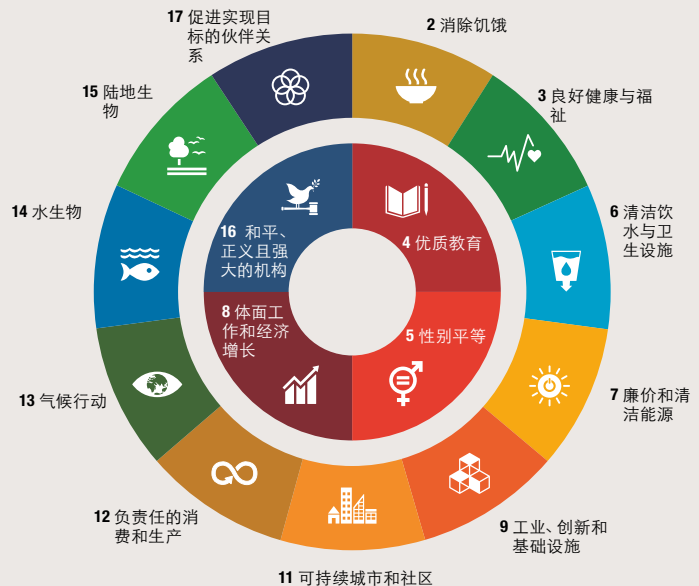 17 促进实现目
标的伙伴关
系
2 消除饥饿
3 良好健康与福
祉
6 清洁饮
水与卫
生设施
7 廉价和清
洁能源
9 工业、创新和
基础设施
11 可持续城市和社区
12 负责任的消
费和生产
13 气候行动
14 水生物
15 陆地生
物
16 和平、
正义且强
大的机构
4 优质教育
5 性别平等
8 体面工
作和经济
增长